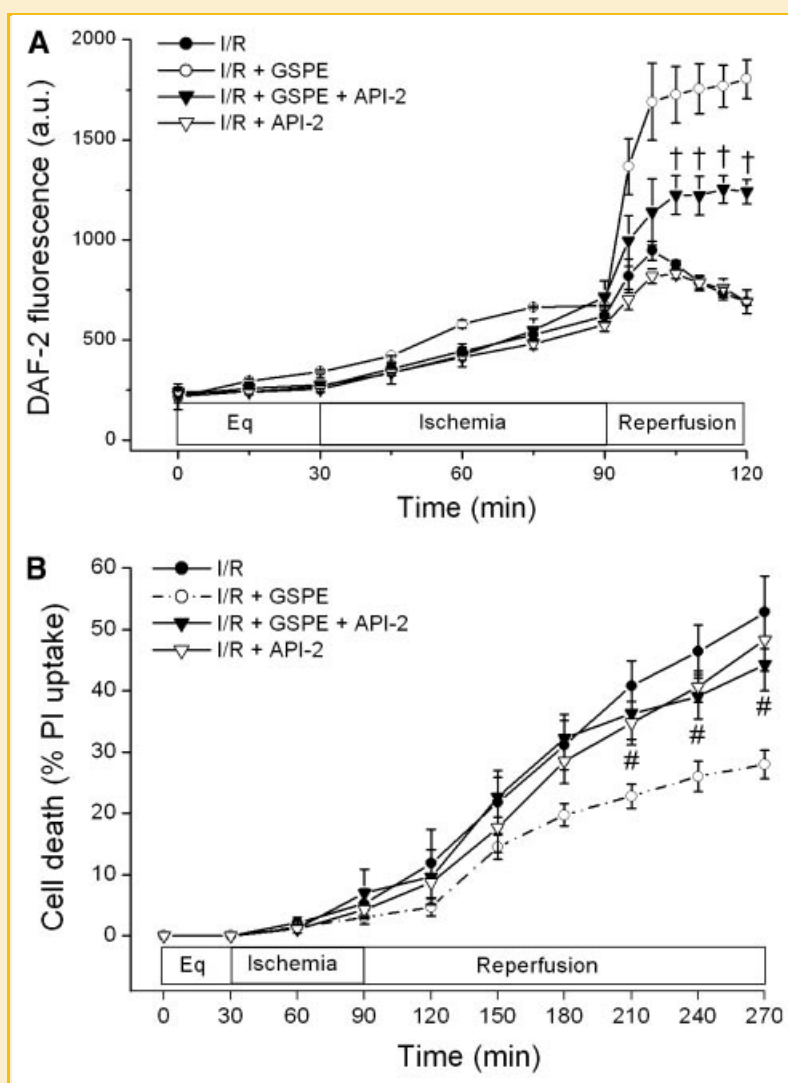 A
I/R
I/R + GSPE
I/R + GSPE + API-2
I/R + API-2
DAF-2 fluorescence (a.u.)
2000
1500
1000
500
0
† † † †
Eq Ischemia Reperfusion
0 30 60 90 120
Time (min)
B
I/R
I/R + GSPE
I/R + GSPE + API-2
I/R + API-2
Cell death (% PI uptake)
60
50
40
30
20
10
0
# # #
Eq Ischemia Reperfusion
0 30 60 90 120 150 180 210 240 270
Time (min)